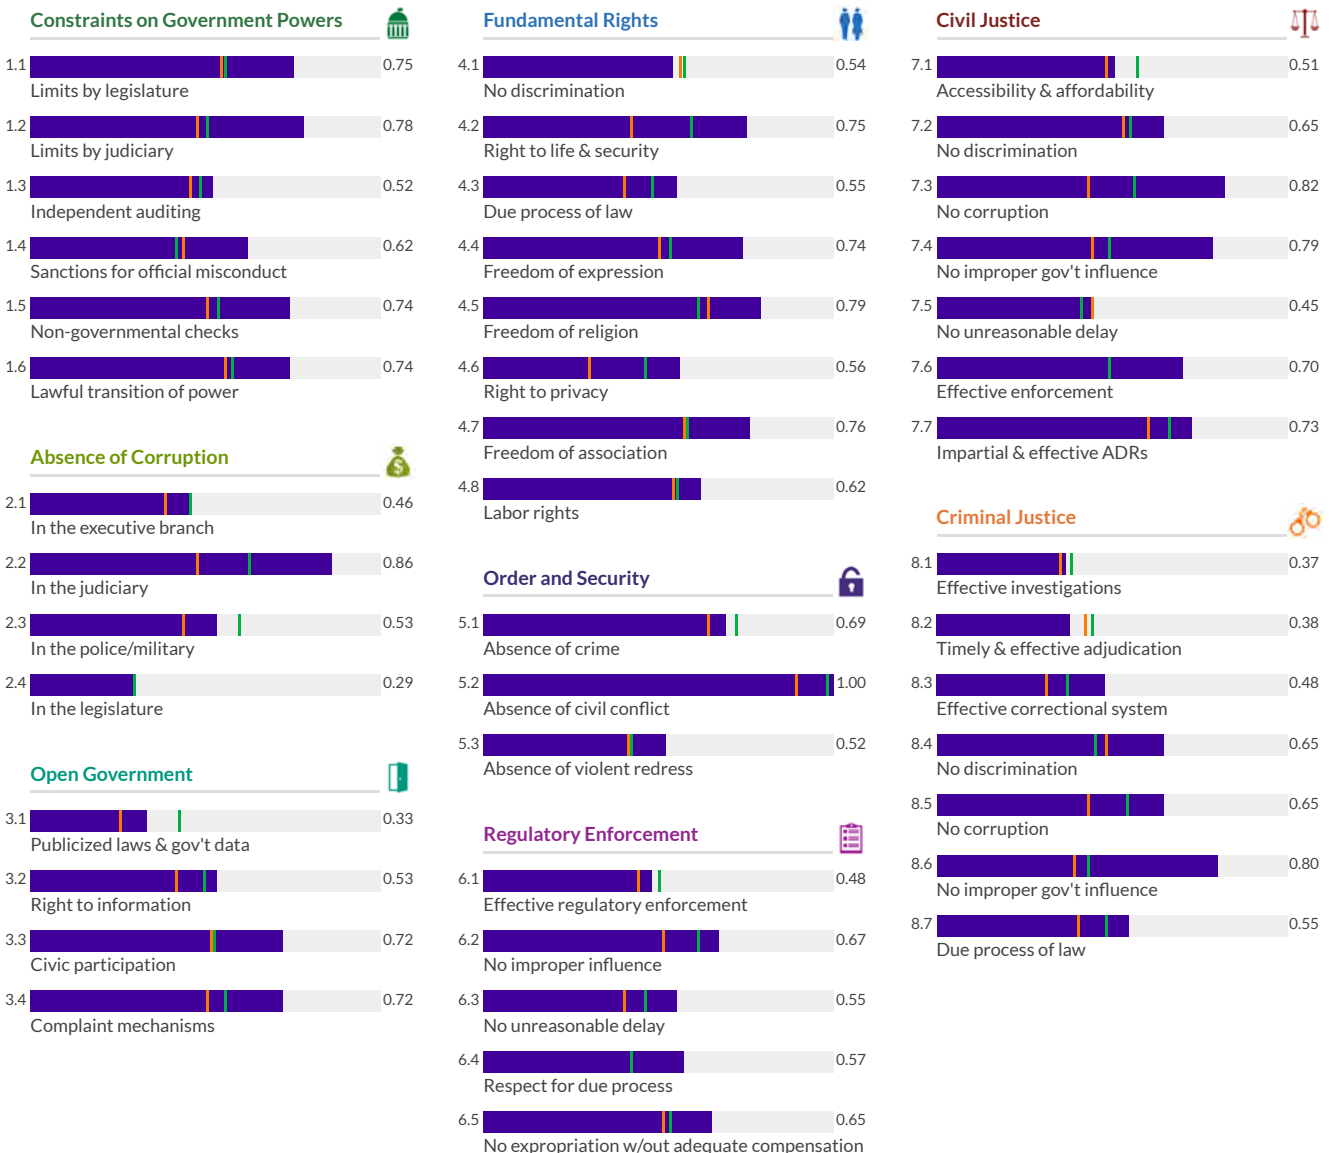 Constraints on Government Powers
1.1 0.75
Limits by legislature
1.2 0.78
Limits by judiciary
1.3 0.52
Independent auditing
1.4 0.62
Sanctions for official misconduct
1.5 0.74
Non-governmental checks
1.6 0.74
Lawful transition of power
Absence of Corruption
$
2.1 0.46
In the executive branch
2.2 0.86
In the judiciary
2.3 0.53
In the police/military
2.4 0.29
In the legislature
Open Government
3.1 0.33
Publicized laws & gov't data
3.2 0.53
Right to information
3.3 0.72
Civic participation
3.4 0.72
Complaint mechanisms
Fundamental Rights
4.1 0.54
No discrimination
4.2 0.75
Right to life & security
4.3 0.55
Due process of law
4.4 0.74
Freedom of expression
4.5 0.79
Freedom of religion
4.6 0.56
Right to privacy
4.7 0.76
Freedom of association
4.8 0.62
Labor rights
Order and Security
5.1 0.69
Absence of crime
5.2 1.00
Absence of civil conflict
5.3 0.52
Absence of violent redress
Regulatory Enforcement
6.1 0.48
Effective regulatory enforcement
6.2 0.67
No improper influence
6.3 0.55
No unreasonable delay
6.4 0.57
Respect for due process
6.5 0.65
No expropriation w/out adequate compensation
Civil Justice
7.1 0.51
Accessibility & affordability
7.2 0.65
No discrimination
7.3 0.82
No corruption
7.4 0.79
No improper gov't influence
7.5 0.45
No unreasonable delay
7.6 0.70
Effective enforcement
7.7 0.73
Impartial & effective ADRs
Criminal Justice
8.1 0.37
Effective investigations
8.2 0.38
Timely & effective adjudication
8.3 0.48
Effective correctional system
8.4 0.65
No discrimination
8.5 0.65
No corruption
8.6 0.80
No improper gov't influence
8.7 0.55
Due process of law